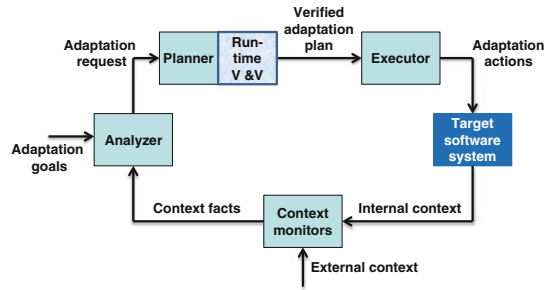 Adaptation
request
Planner
Run-
time
V &V
Verified
adaptation
plan
Executor
Adaptation
actions
Analyzer
Target
software
system
Adaptation
goals
Context facts
Context
monitors
Internal context
External context